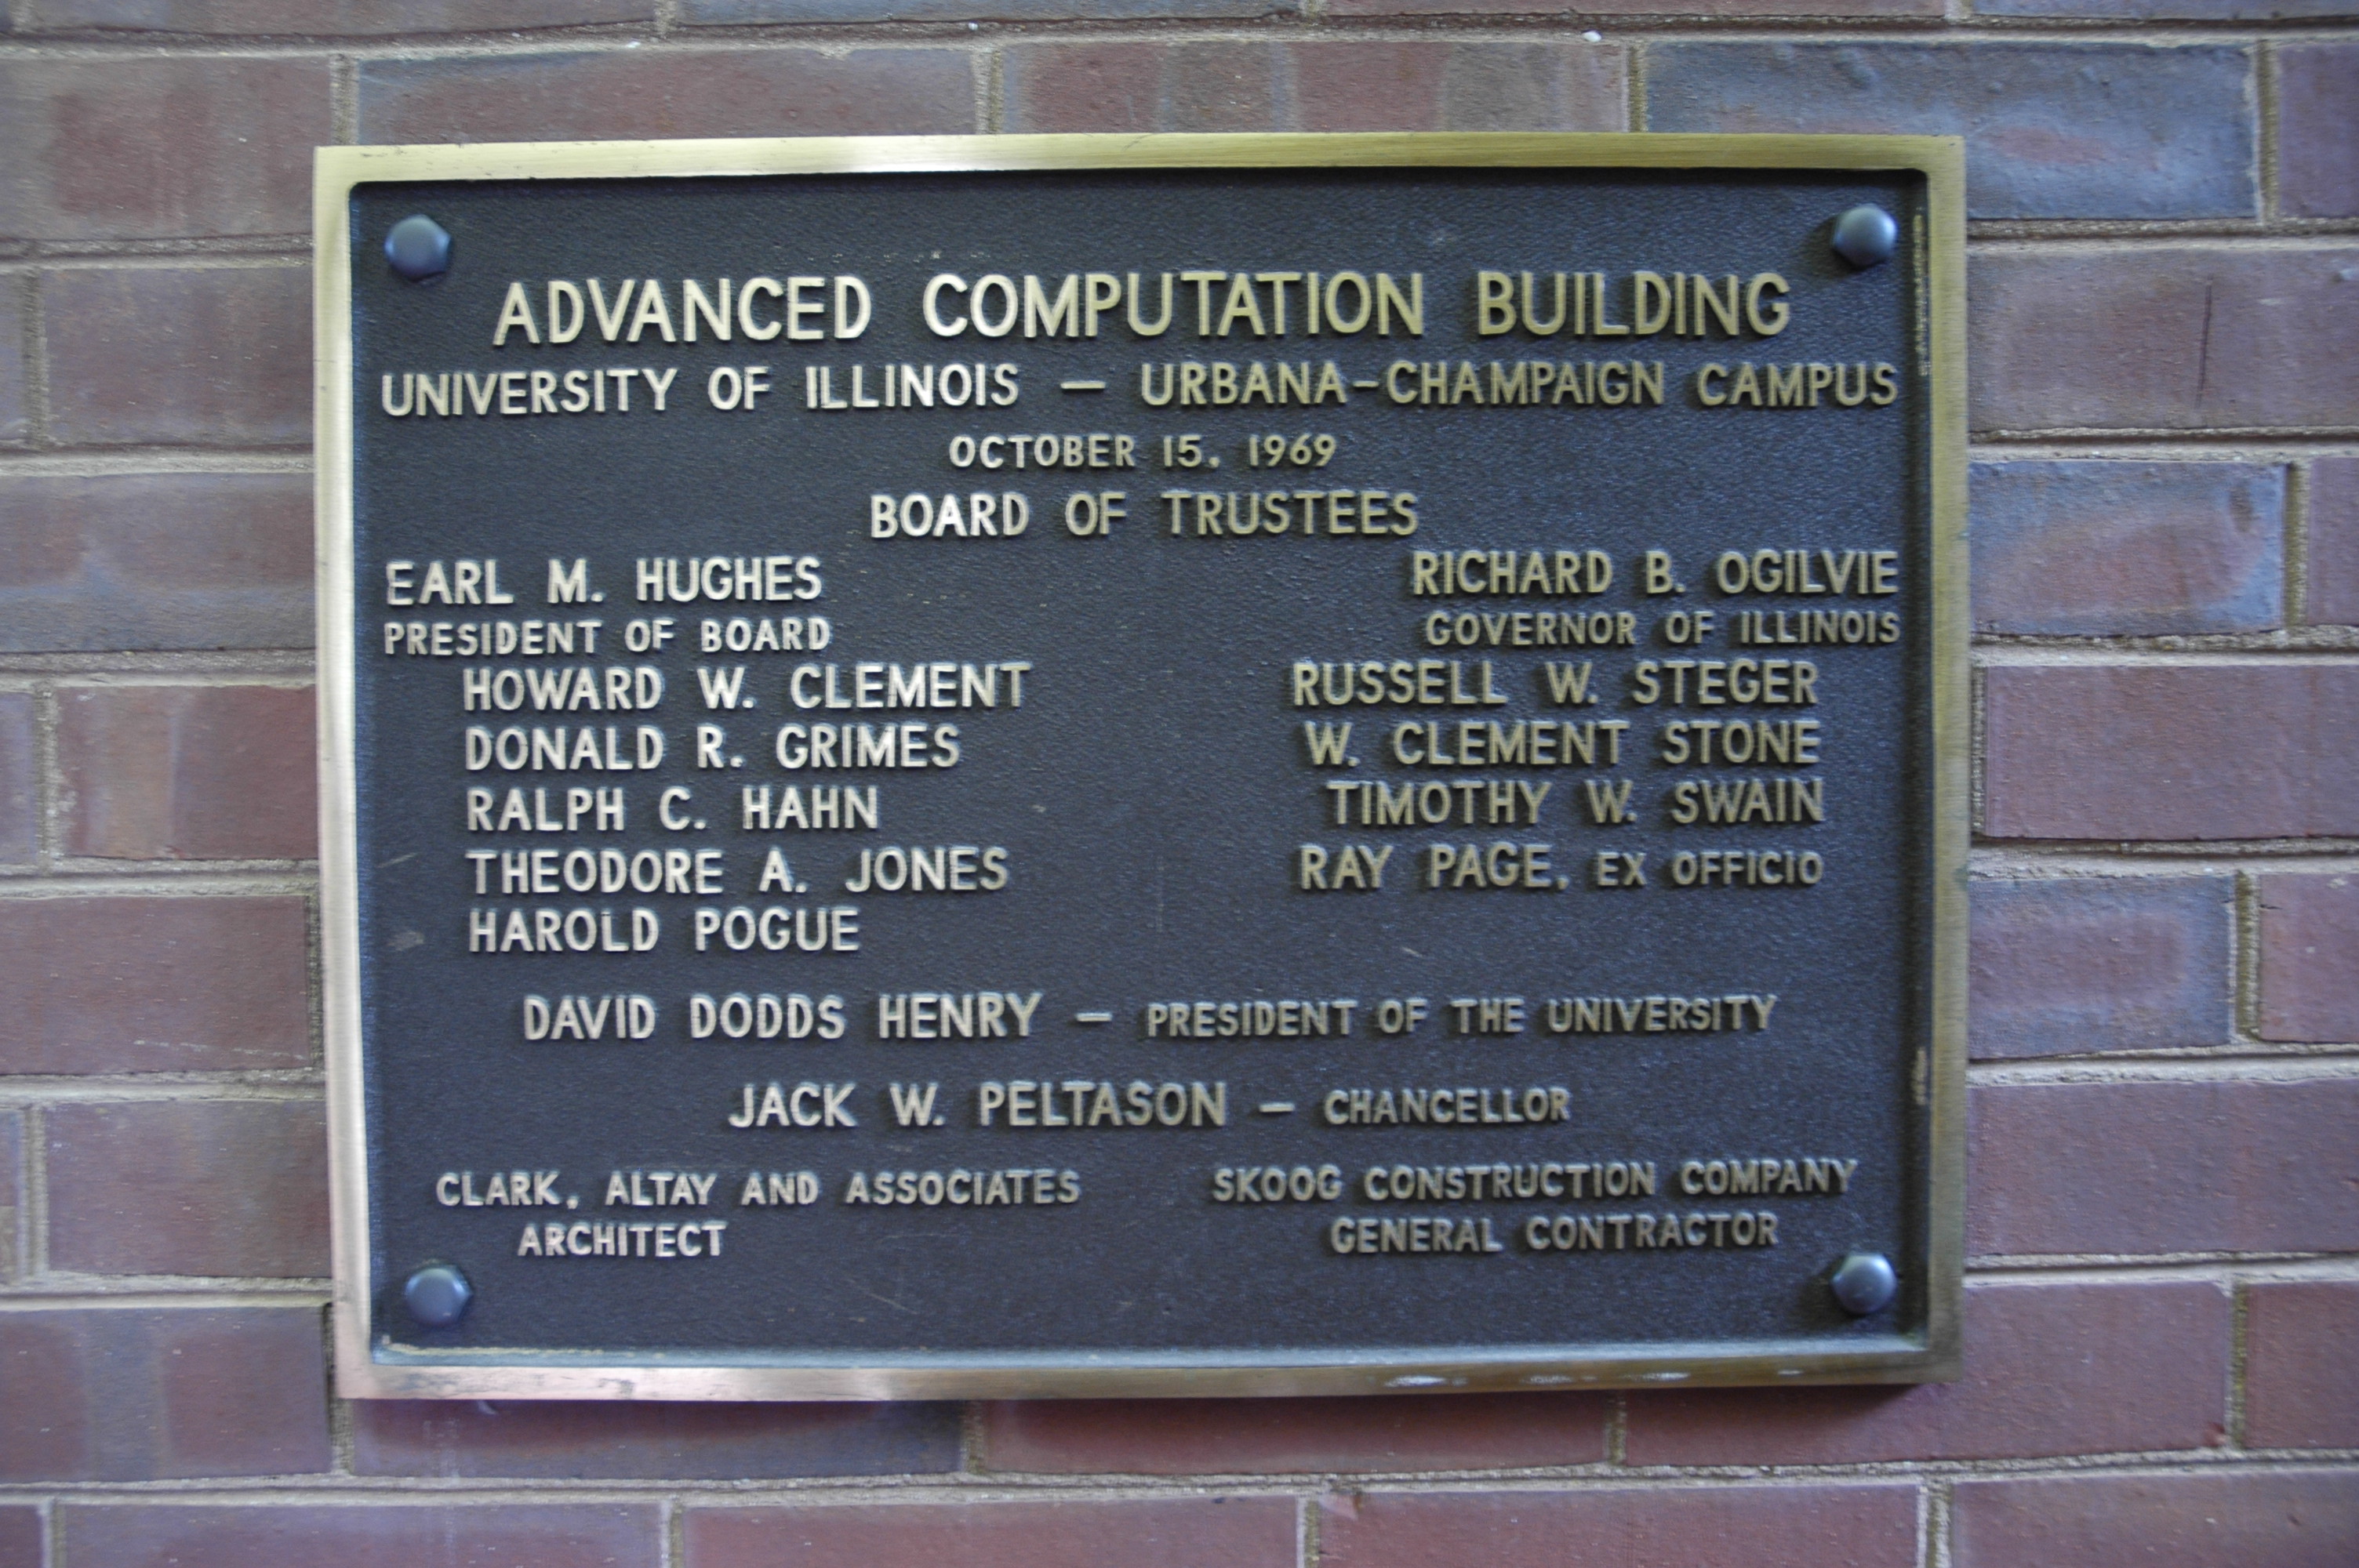 ADVANCED COMPUTATION BUILDING
UNIVERSITY OF ILLINOIS — URBANA-CHAMPAIGN CAMPUS
OCTOBER 15, 1969
BOARD OF TRUSTEES
EARL M. HUGHES
PRESIDENT OF BOARD
HOWARD W. CLEMENT
DONALD R. GRIMES
RALPH C. HAHN
THEODORE A. JONES
HAROLD POGUE
RICHARD B. OGILVIE
GOVERNOR OF ILLINOIS
RUSSELL W. STEGER
W. CLEMENT STONE
TIMOTHY W. SWAIN
RAY PAGE, EX OFFICIO
DAVID DODDS HENRY — PRESIDENT OF THE UNIVERSITY
JACK W. PELTASON — CHANCELLOR
CLARK, ALTAY AND ASSOCIATES
ARCHITECT
SKOOG CONSTRUCTION COMPANY
GENERAL CONTRACTOR